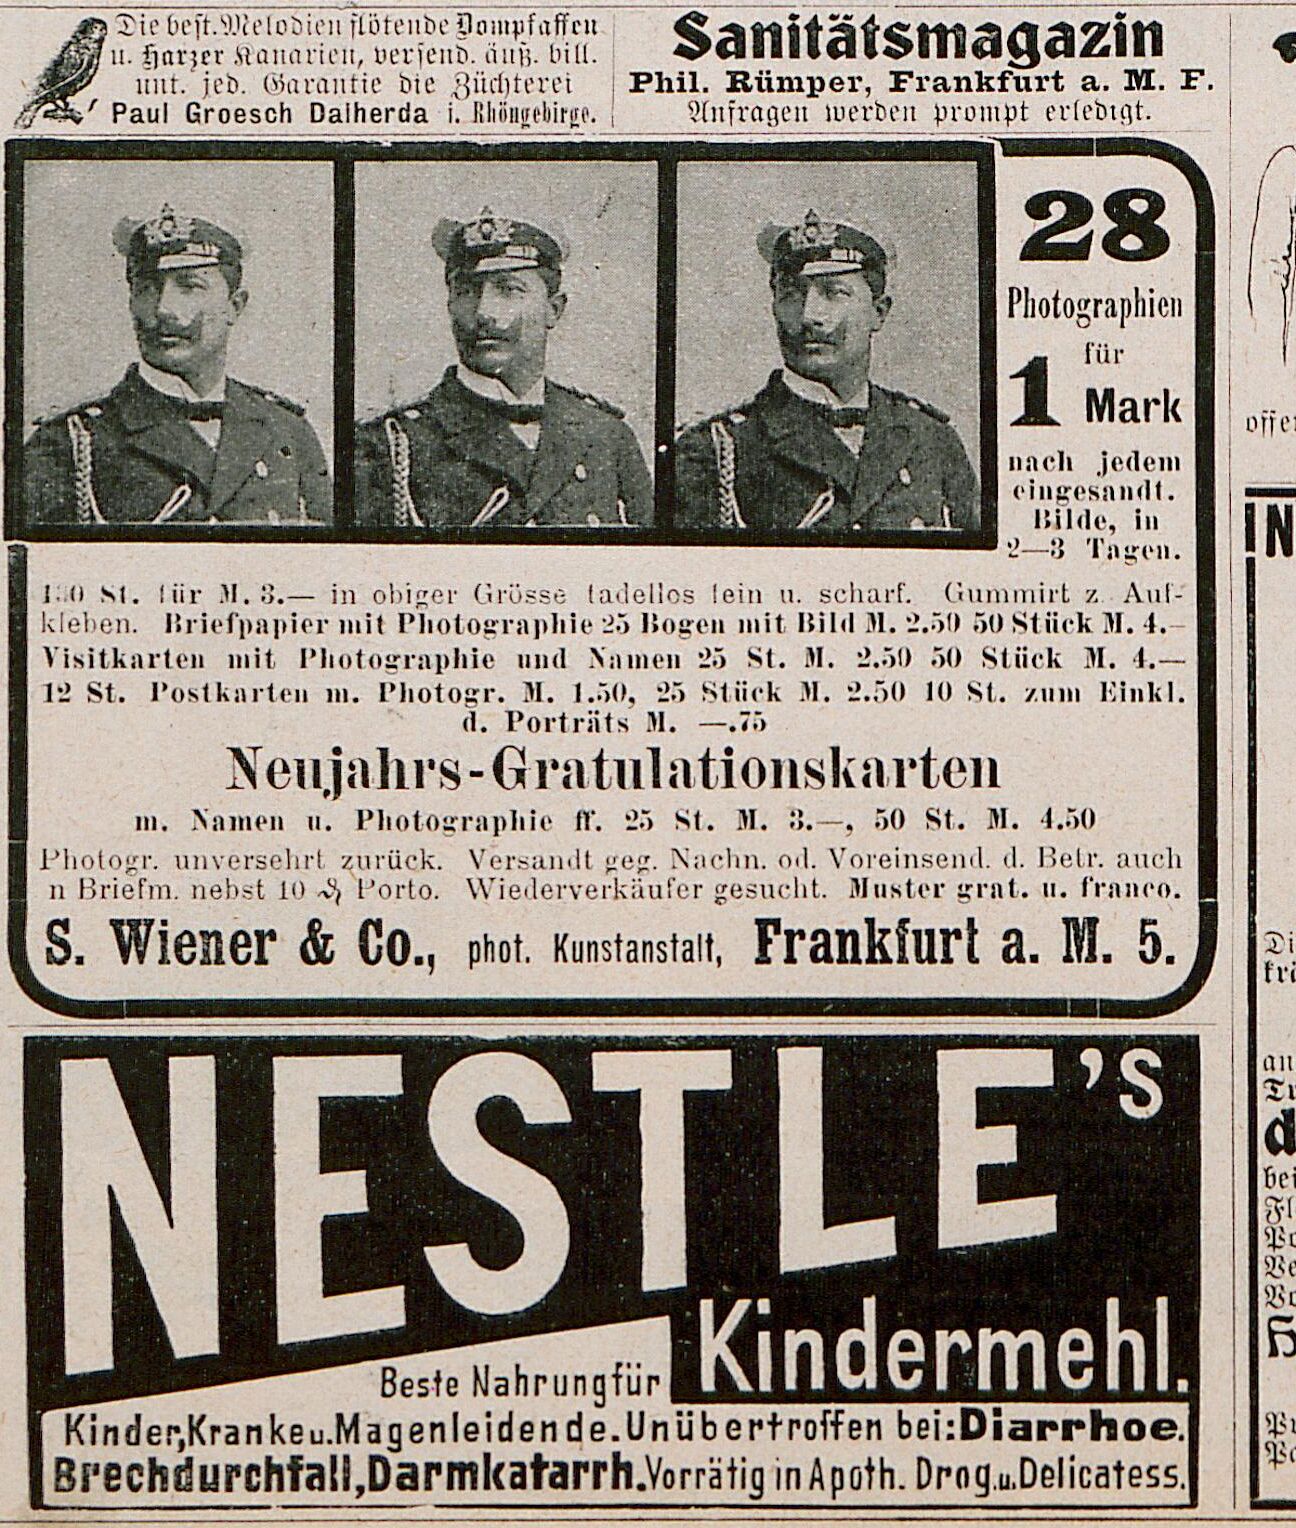 Die best. Melodien flötende Dompfaffen
u. Harzer Kanarien, versend. äuß. bill.
unt. jed. Garantie die Züchterei
Paul Groesch Dalherda i. Rhöngebirge.
Sanitätsmagazin
Phil. Rümper, Frankfurt a. M. F.
Anfragen werden prompt erledigt.
28
Photographien
für
1 Mark
nach jedem
eingesandt.
Bilde, in
2—3 Tagen.
St. für M. 3.— in obiger Grösse tadellos fein u. scharf. Gummirt z. Auf-
kleben. Briefpapier mit Photographie 25 Bogen mit Bild M. 2.50 50 Stück M. 4.—
Visitkarten mit Photographie und Namen 25 St. M. 2.50 50 Stück M. 4.—
12 St. Postkarten m. Photogr. M. 1.50, 25 Stück M. 2.50 10 St. zum Einkl.
d. Porträts M. —.75
Neujahrs-Gratulationskarten
m. Namen u. Photographie ff. 25 St. M. 3.—, 50 St. M. 4.50
Photogr. unversehrt zurück. Versandt geg. Nachn. od. Voreinsend. d. Betr. auch
n Briefm. nebst 10 ₰ Porto. Wiederverkäufer gesucht. Muster grat. u. franco.
S. Wiener & Co., phot. Kunstanstalt, Frankfurt a. M. 5.
NESTLE'S
Kindermehl.
Beste Nahrung für
Kinder, Kranke u. Magenleidende. Unübertroffen bei: Diarrhoe.
Brechdurchfall, Darmkatarrh. Vorrätig in Apoth. Drog. u. Delicatess.